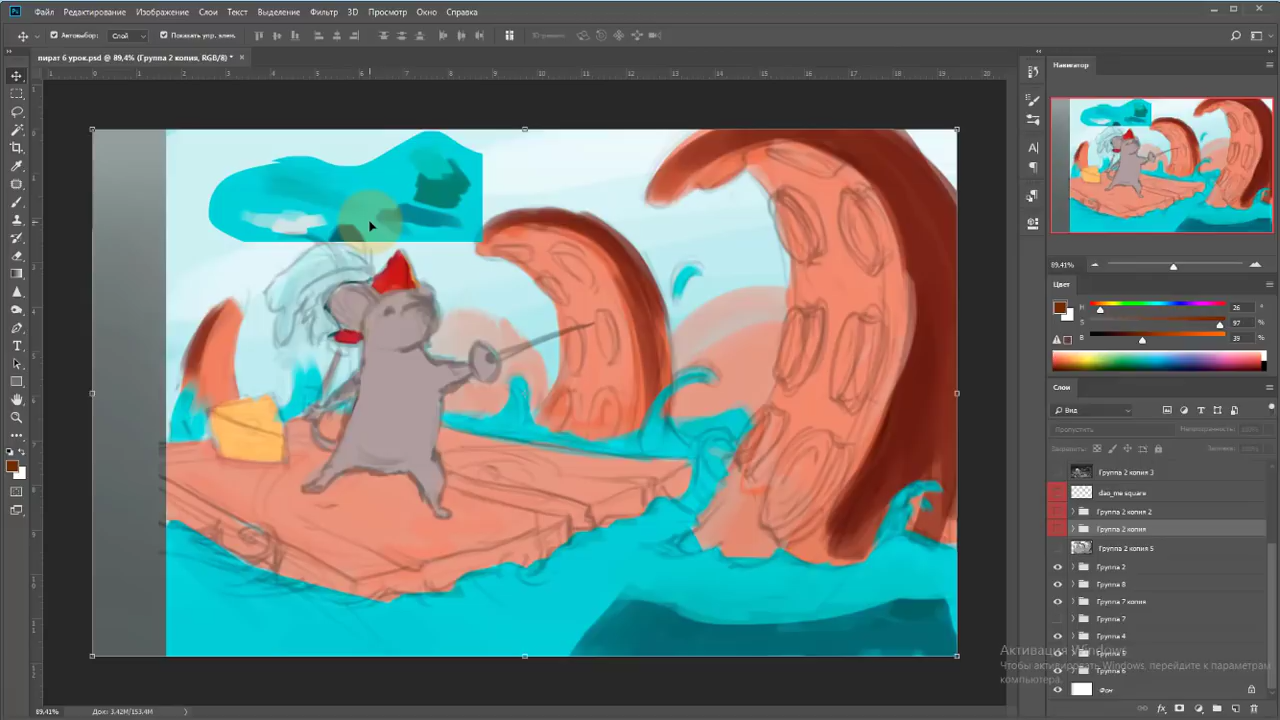 Ps Файл Редактирование Изображение Слои Текст Выделение Фильтр 3D Просмотр Окно Справка
Автовыбор: Слой Показать упр. элем.
пират 6 урок.psd @ 89,4% (Группа 2 копия, RGB/8) *
Навигатор
89,41%
Цвет
H 26
S 97
B 39
Слои
Вид
Пропустить Непрозрачность: 100%
Закрепить: 100%
Группа 2 копия 3
dao_me square
Группа 2 копия 2
Группа 2 копия
Группа 2 копия 5
Группа 2
Группа 8
Группа 7 копия
Группа 7
Группа 4
Группа 5
Группа 6
Фон
Активация Windows
Чтобы активировать Windows, перейдите к параметрам
компьютера.
89,41% Док: 3.42M/153.4M